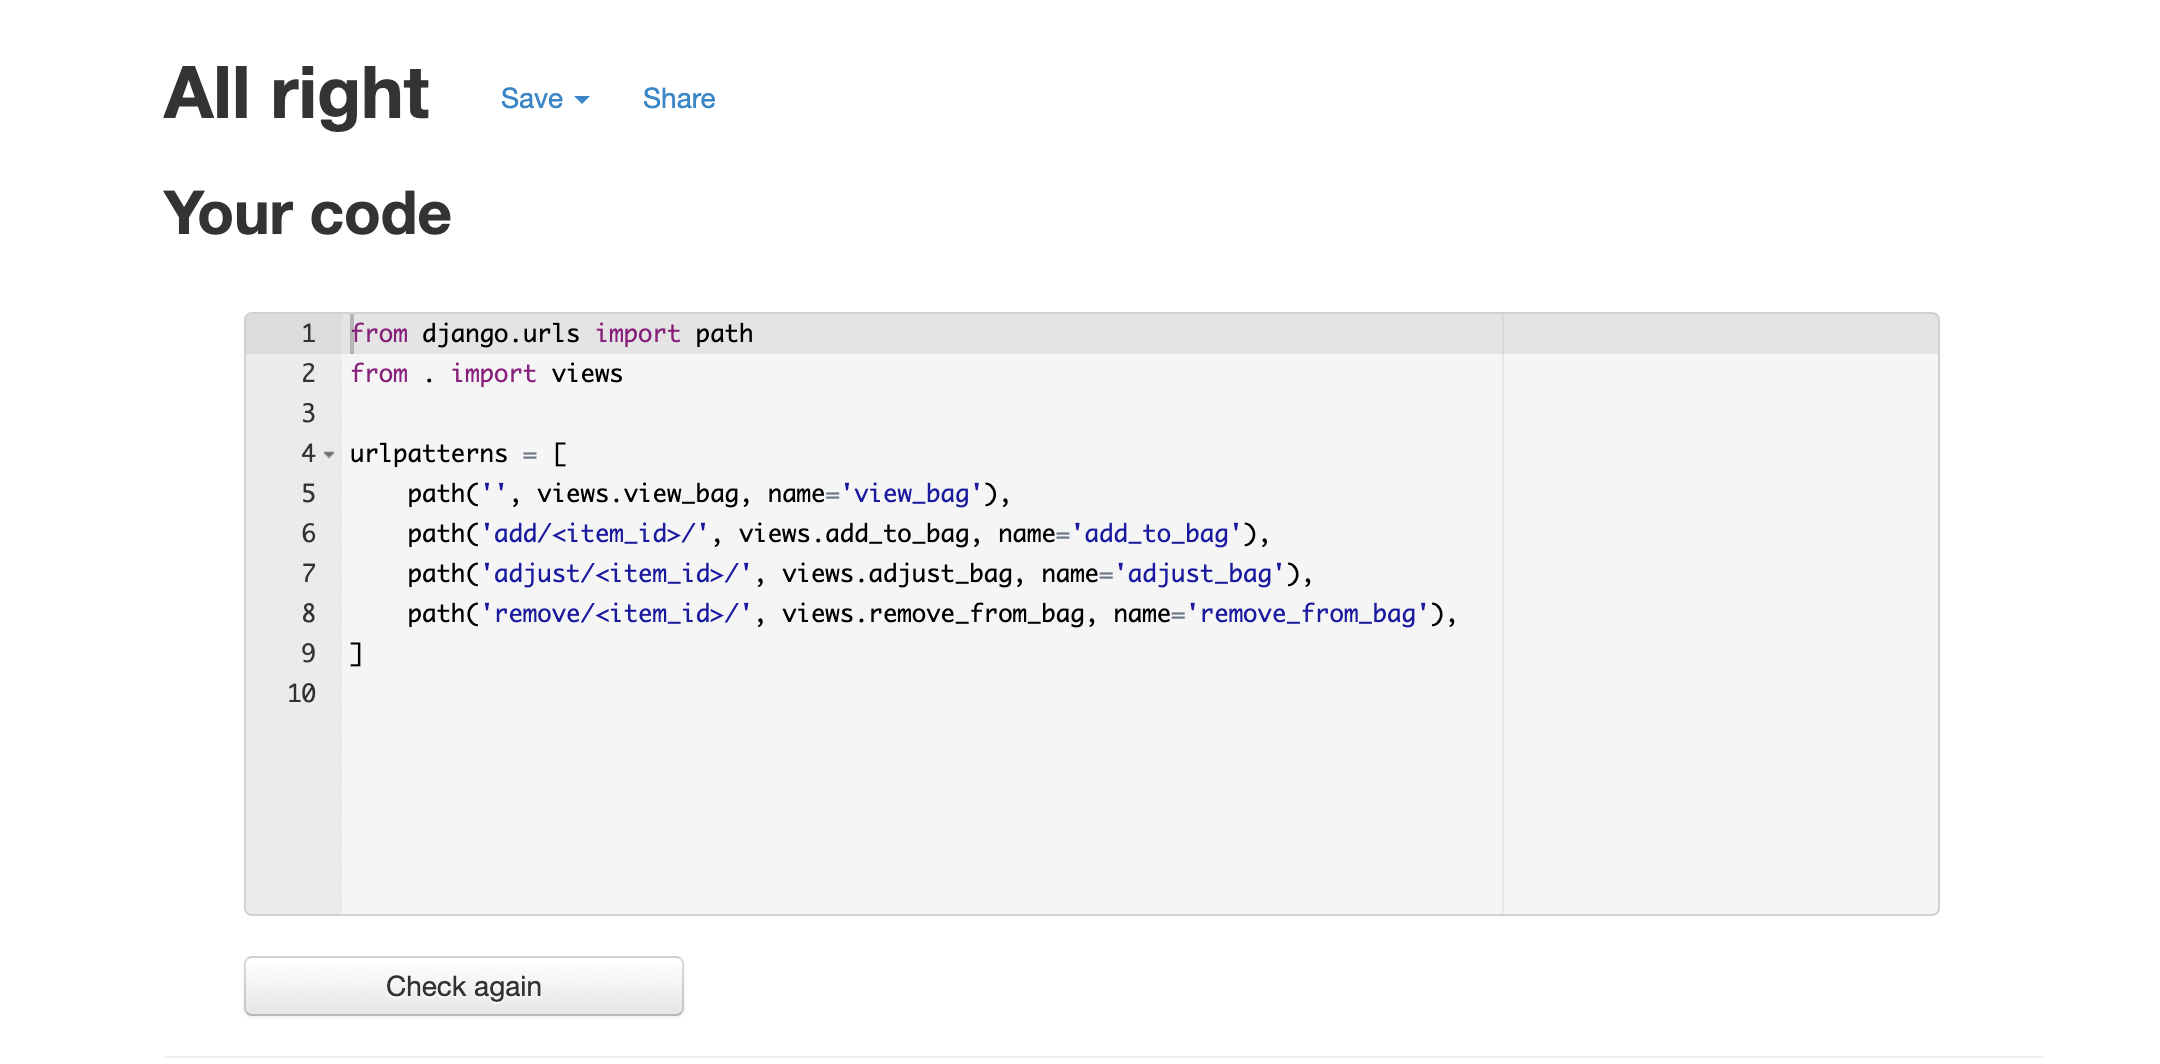 All right Save Share
Your code
1 from django.urls import path
2 from . import views
3
4 urlpatterns = [
5     path('', views.view_bag, name='view_bag'),
6     path('add/<item_id>/', views.add_to_bag, name='add_to_bag'),
7     path('adjust/<item_id>/', views.adjust_bag, name='adjust_bag'),
8     path('remove/<item_id>/', views.remove_from_bag, name='remove_from_bag'),
9 ]
10
Check again